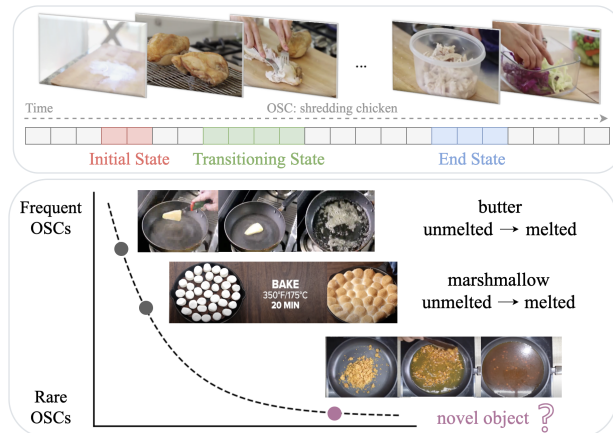 ...
Time
OSC: shredding chicken
Initial State
Transitioning State
End State
Frequent
OSCs
butter
unmelted → melted
BAKE
350°F/175°C
20 MIN
marshmallow
unmelted → melted
Rare
OSCs
novel object ?